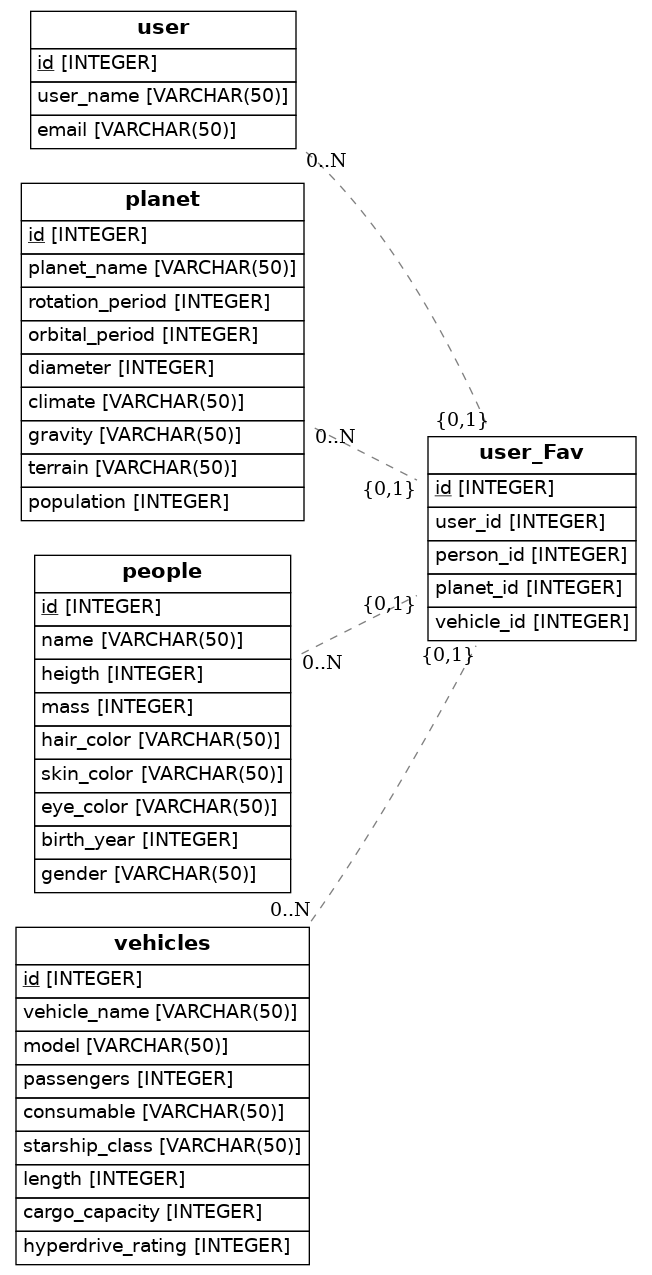 user
id [INTEGER]
user_name [VARCHAR(50)]
email [VARCHAR(50)]
0..N
planet
id [INTEGER]
planet_name [VARCHAR(50)]
rotation_period [INTEGER]
orbital_period [INTEGER]
diameter [INTEGER]
climate [VARCHAR(50)]
gravity [VARCHAR(50)]
terrain [VARCHAR(50)]
population [INTEGER]
0..N
{0,1}
{0,1}
user_Fav
id [INTEGER]
user_id [INTEGER]
person_id [INTEGER]
planet_id [INTEGER]
vehicle_id [INTEGER]
{0,1}
{0,1}
people
id [INTEGER]
name [VARCHAR(50)]
heigth [INTEGER]
mass [INTEGER]
hair_color [VARCHAR(50)]
skin_color [VARCHAR(50)]
eye_color [VARCHAR(50)]
birth_year [INTEGER]
gender [VARCHAR(50)]
0..N
0..N
vehicles
id [INTEGER]
vehicle_name [VARCHAR(50)]
model [VARCHAR(50)]
passengers [INTEGER]
consumable [VARCHAR(50)]
starship_class [VARCHAR(50)]
length [INTEGER]
cargo_capacity [INTEGER]
hyperdrive_rating [INTEGER]